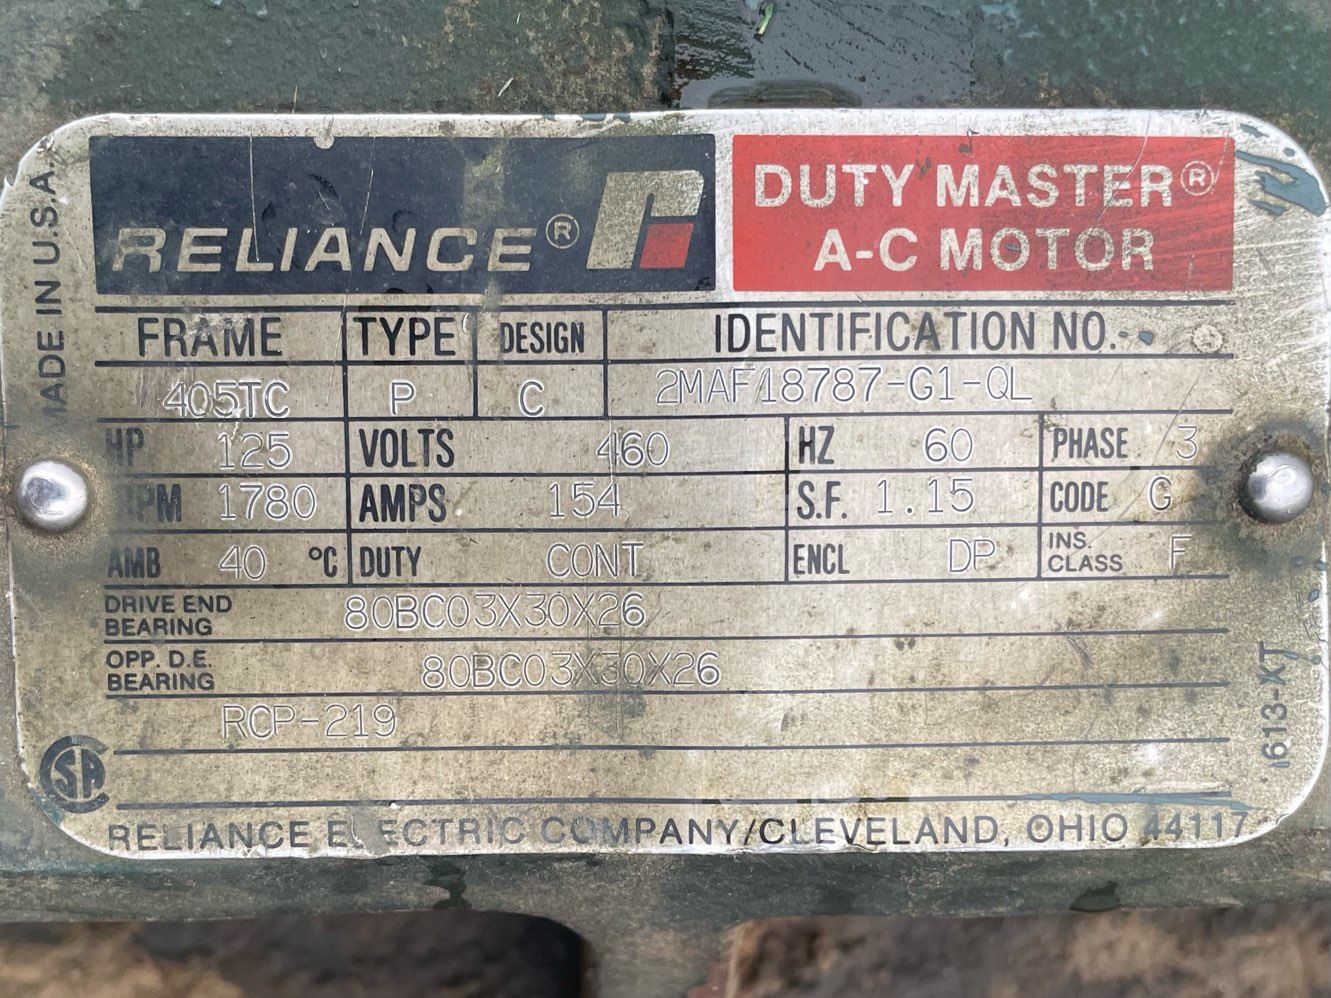 MADE IN U.S.A.
RELIANCE®
DUTY MASTER®
A-C MOTOR
FRAME TYPE DESIGN IDENTIFICATION NO.
405TC P C 2MAF18787-G1-QL
HP 125 VOLTS 460 HZ 60 PHASE 3
RPM 1780 AMPS 154 S.F. 1.15 CODE G
AMB 40 °C DUTY CONT ENCL DP INS. CLASS F
DRIVE END BEARING 80BC03X30X26
OPP. D.E. BEARING 80BC03X30X26
RCP-219
613-XT
CSA
RELIANCE ELECTRIC COMPANY/CLEVELAND, OHIO 44117